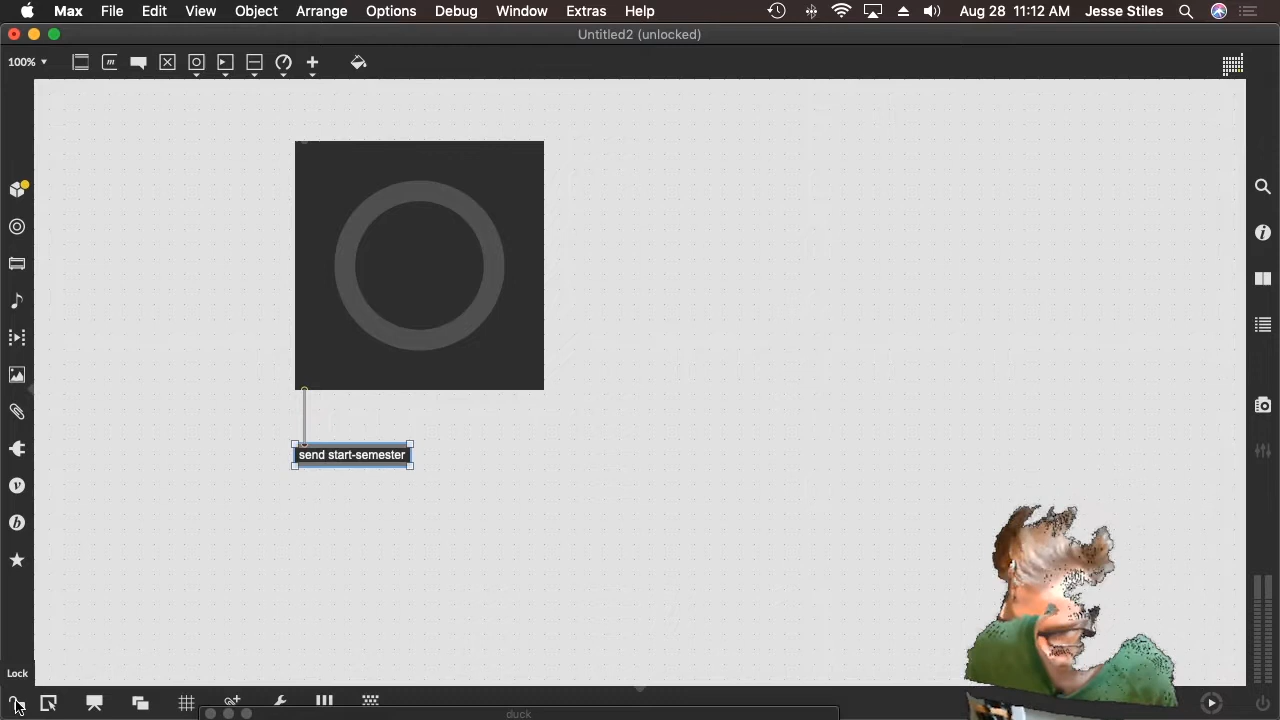 Max File Edit View Object Arrange Options Debug Window Extras Help Aug 28 11:12 AM Jesse Stiles
Untitled2 (unlocked)
100%
send start-semester
Lock
duck